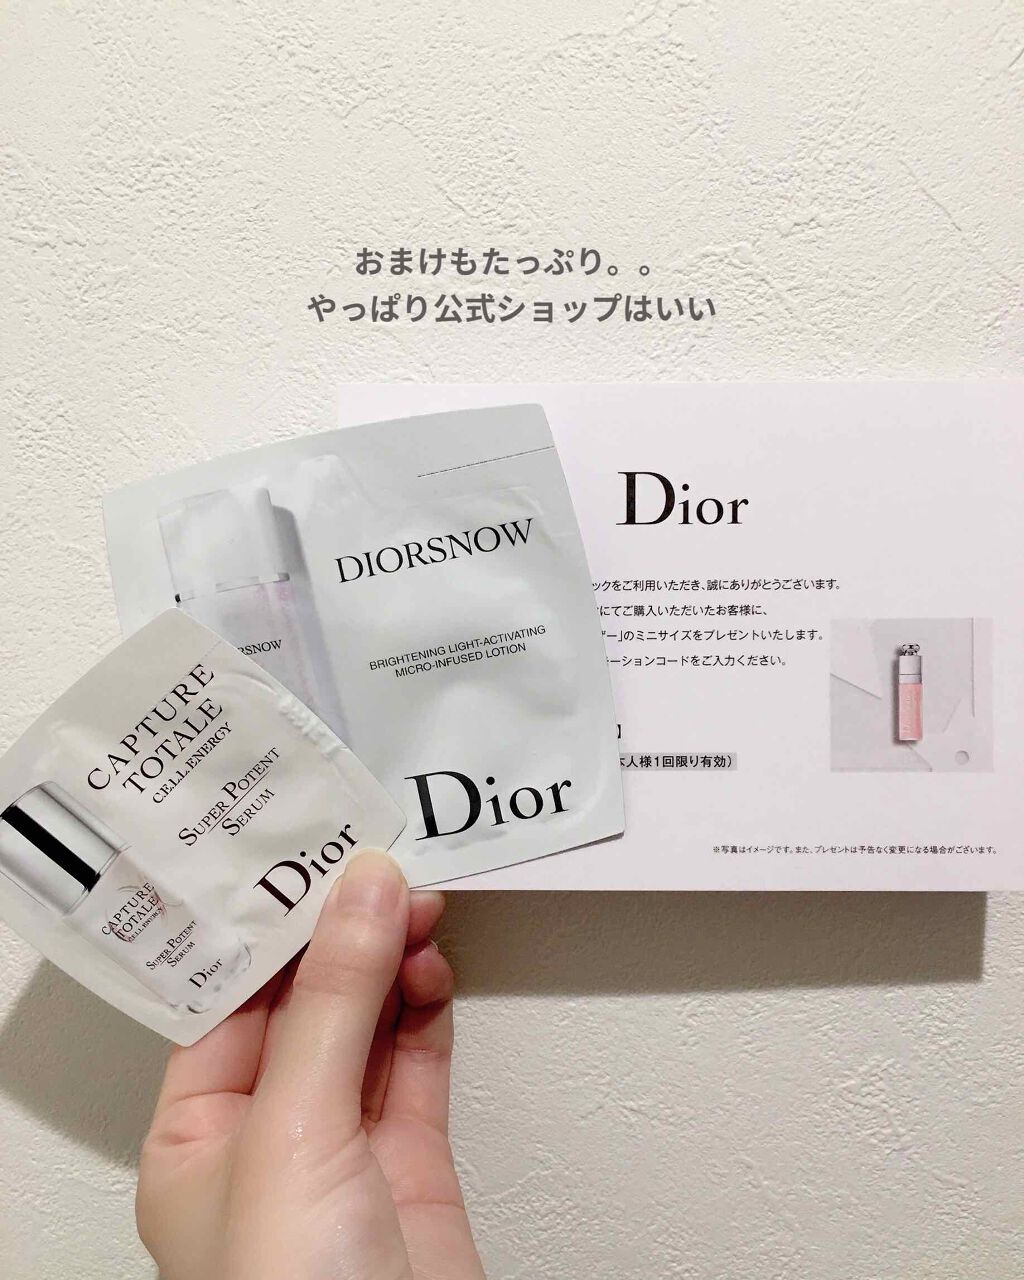 おまけもたっぷり。。
やっぱり公式ショップはいい
Dior
ックをご利用いただき、誠にありがとうございます。
にてご購入いただいたお客様に、
」のミニサイズをプレゼントいたします。
ーションコードをご入力ください。
】
本人様1回限り有効）
※写真はイメージです。また、プレゼントは予告なく変更になる場合がございます。
DIORSNOW
BRIGHTENING LIGHT-ACTIVATING
MICRO-INFUSED LOTION
Dior
RSNOW
CAPTURE
TOTALE
C.E.L.L. ENERGY
SUPER POTENT
SERUM
Dior
CAPTURE
TOTALE
C.E.L.L. ENERGY
SUPER POTENT
SERUM
Dior